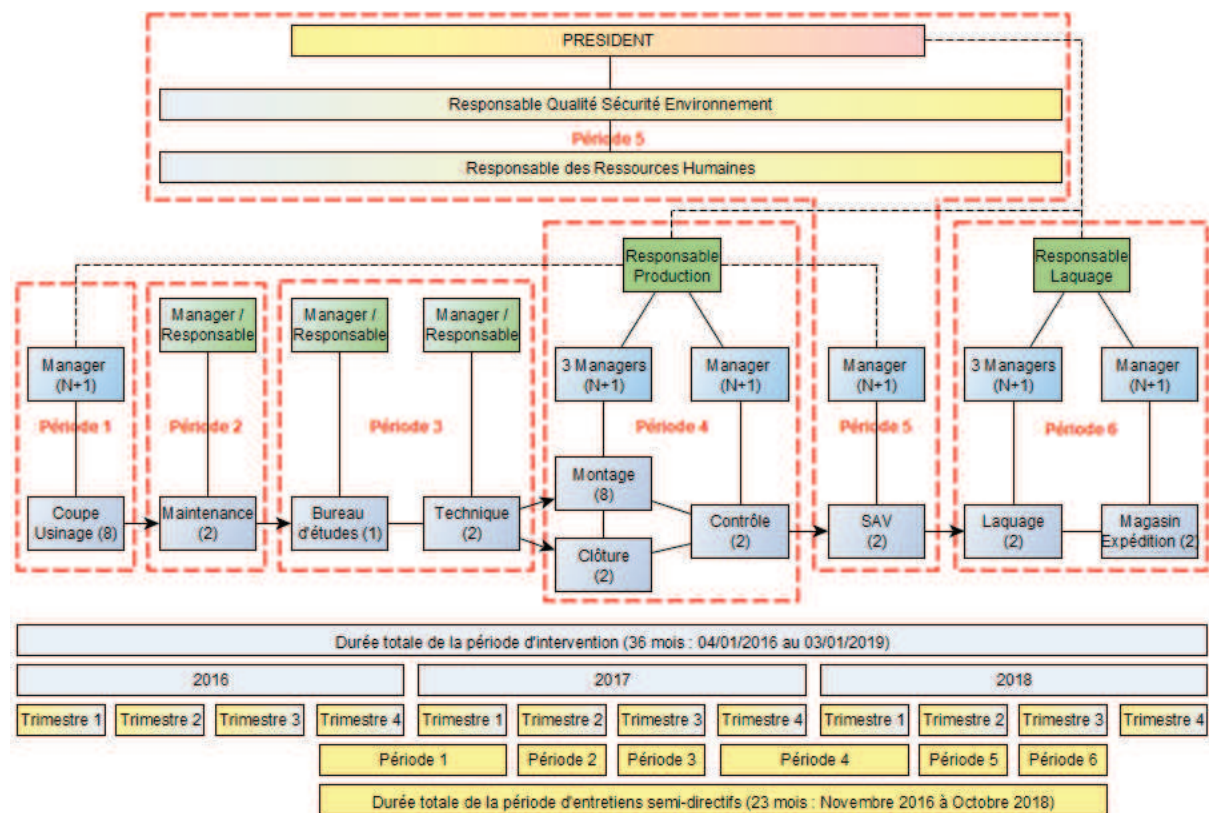 PRESIDENT
Responsable Qualité Sécurité Environnement
Période 5
Responsable des Ressources Humaines
Responsable
Production
Responsable
Laquage
Manager /
Responsable
Manager /
Responsable
Manager /
Responsable
Manager
(N+1)
3 Managers
(N+1)
Manager
(N+1)
Manager
(N+1)
3 Managers
(N+1)
Manager
(N+1)
Période 1
Période 2
Période 3
Période 4
Période 5
Période 6
Coupe
Usinage (8)
Maintenance
(2)
Bureau
d'études (1)
Technique
(2)
Montage
(8)
Clôture
(2)
Contrôle
(2)
SAV
(2)
Laquage
(2)
Magasin
Expédition (2)
Durée totale de la période d'intervention (36 mois : 04/01/2016 au 03/01/2019)
2016
2017
2018
Trimestre 1
Trimestre 2
Trimestre 3
Trimestre 4
Trimestre 1
Trimestre 2
Trimestre 3
Trimestre 4
Trimestre 1
Trimestre 2
Trimestre 3
Trimestre 4
Période 1
Période 2
Période 3
Période 4
Période 5
Période 6
Durée totale de la période d'entretiens semi-directifs (23 mois : Novembre 2016 à Octobre 2018)